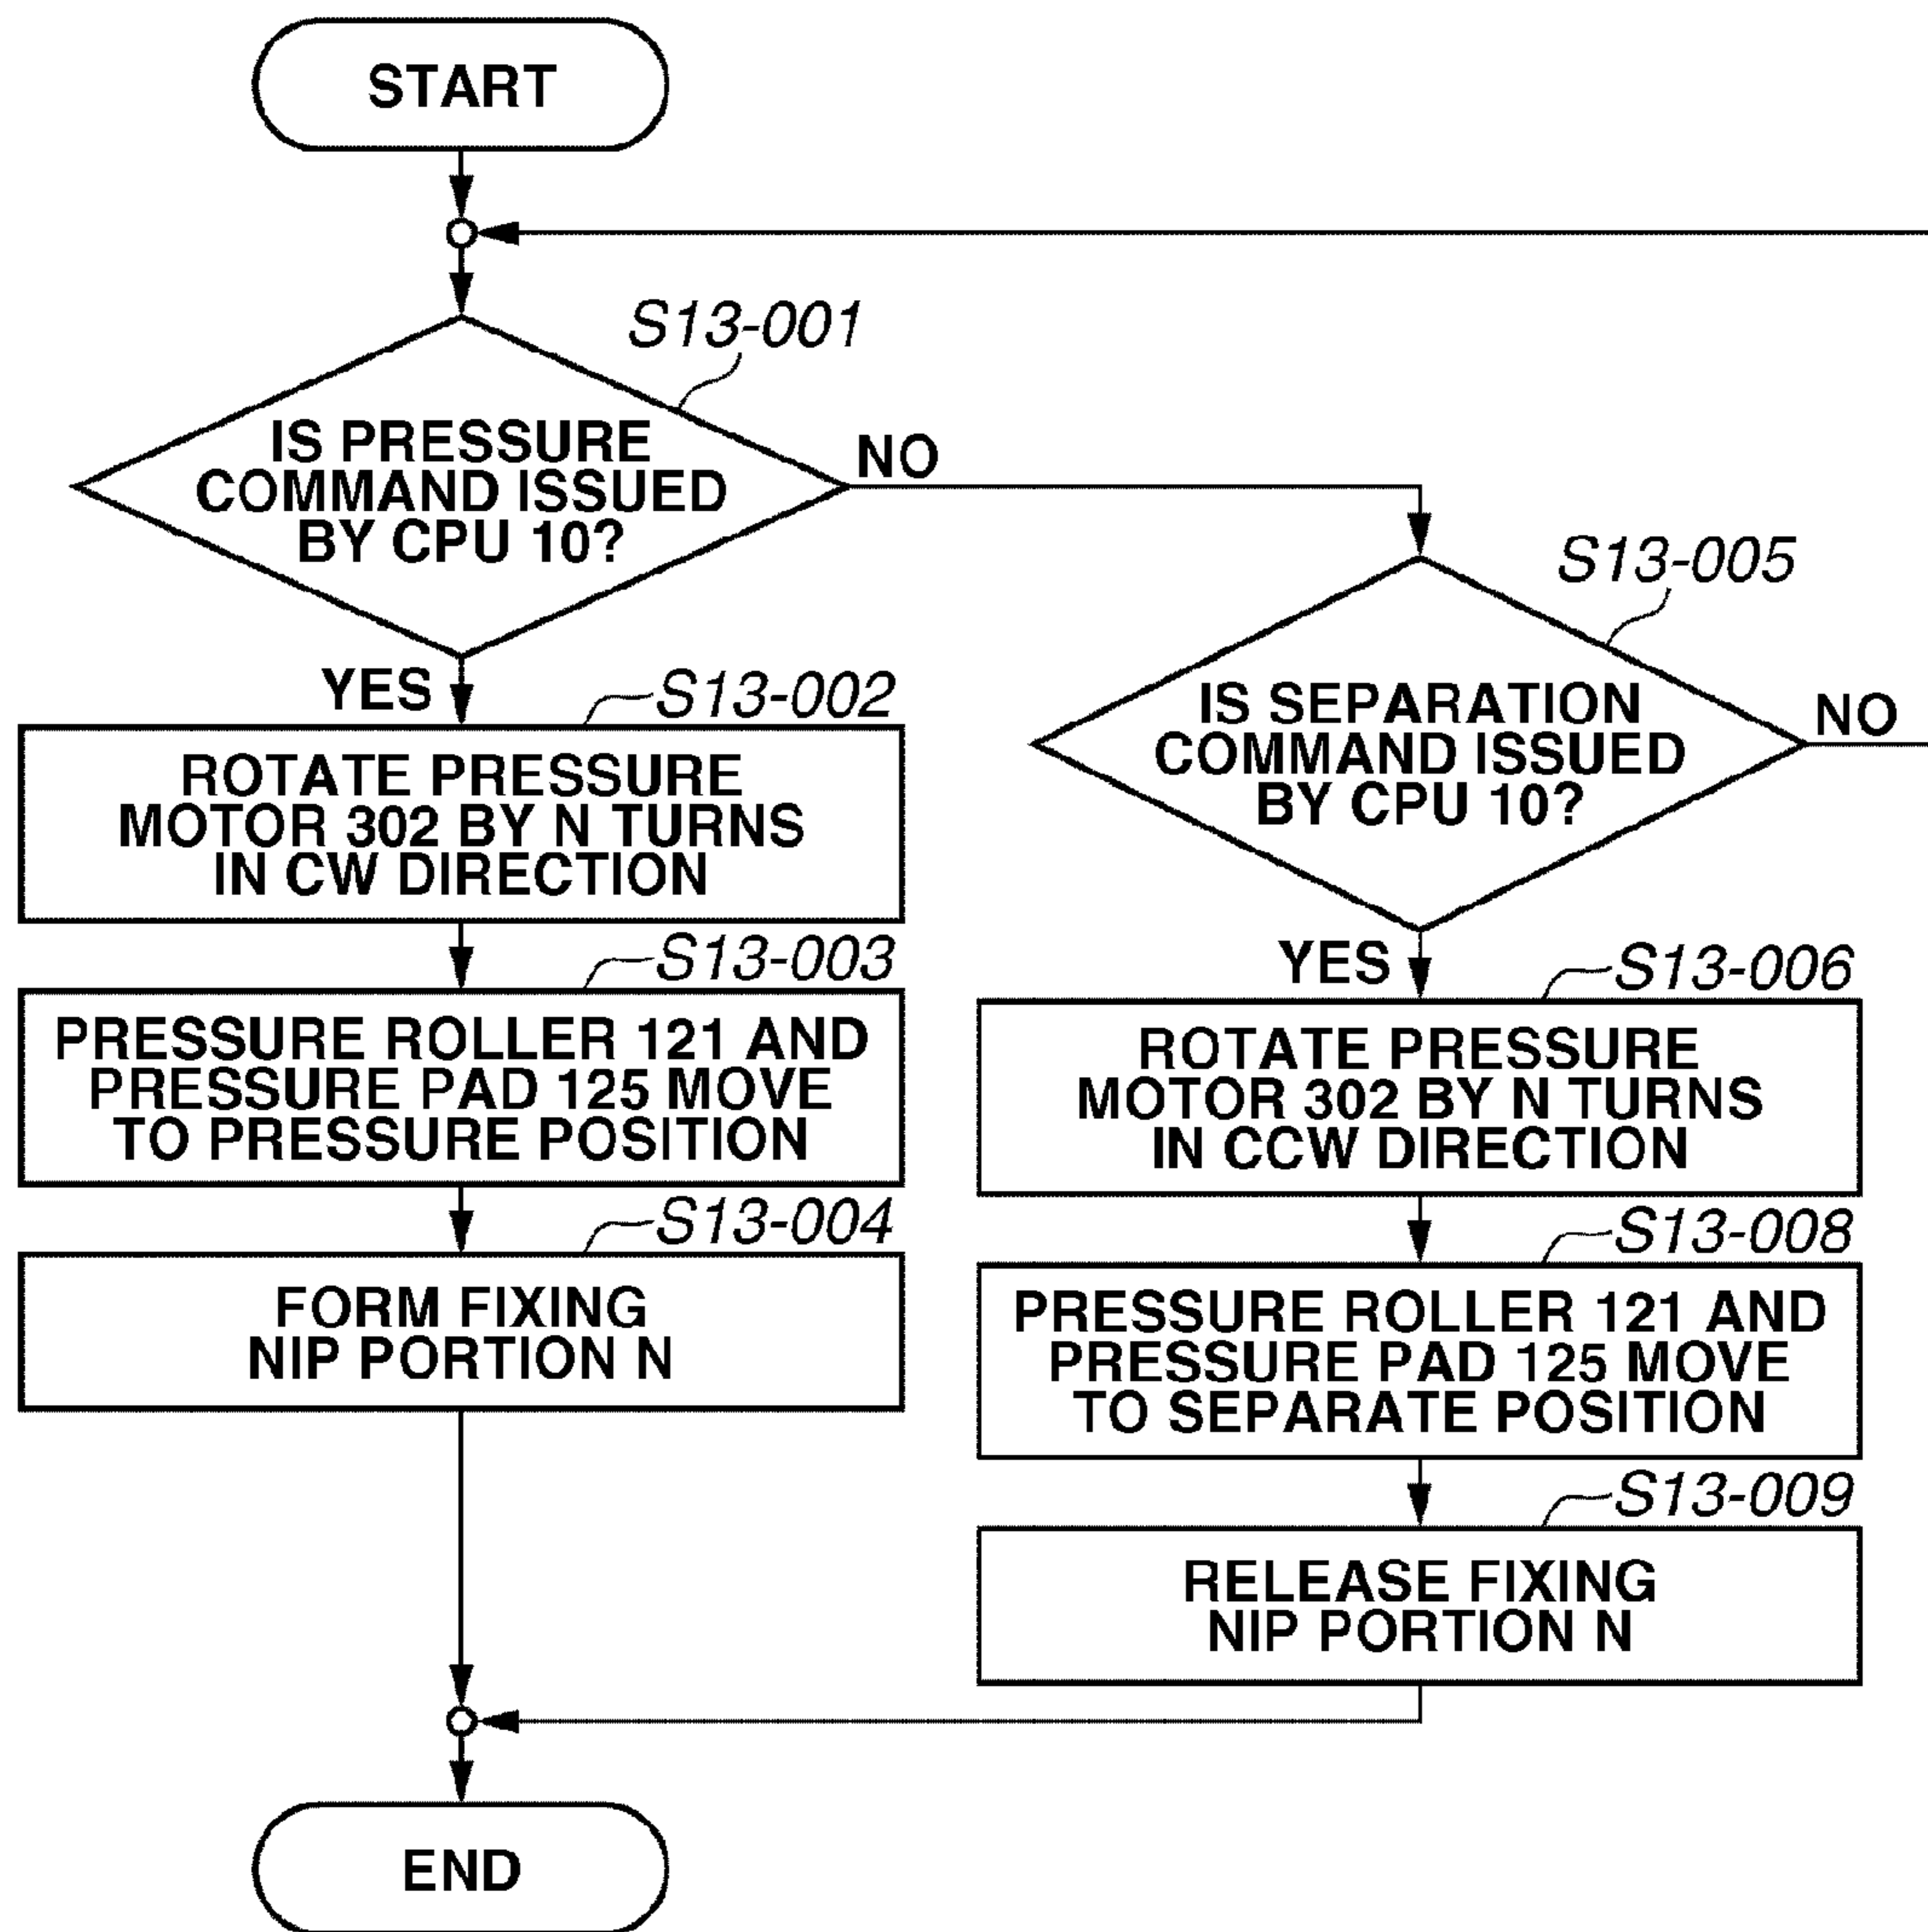 START
S13-001
IS PRESSURE
COMMAND ISSUED
BY CPU 10?
NO
YES
S13-002
ROTATE PRESSURE
MOTOR 302 BY N TURNS
IN CW DIRECTION
S13-003
PRESSURE ROLLER 121 AND
PRESSURE PAD 125 MOVE
TO PRESSURE POSITION
S13-004
FORM FIXING
NIP PORTION N
S13-005
IS SEPARATION
COMMAND ISSUED
BY CPU 10?
NO
YES
S13-006
ROTATE PRESSURE
MOTOR 302 BY N TURNS
IN CCW DIRECTION
S13-008
PRESSURE ROLLER 121 AND
PRESSURE PAD 125 MOVE
TO SEPARATE POSITION
S13-009
RELEASE FIXING
NIP PORTION N
END